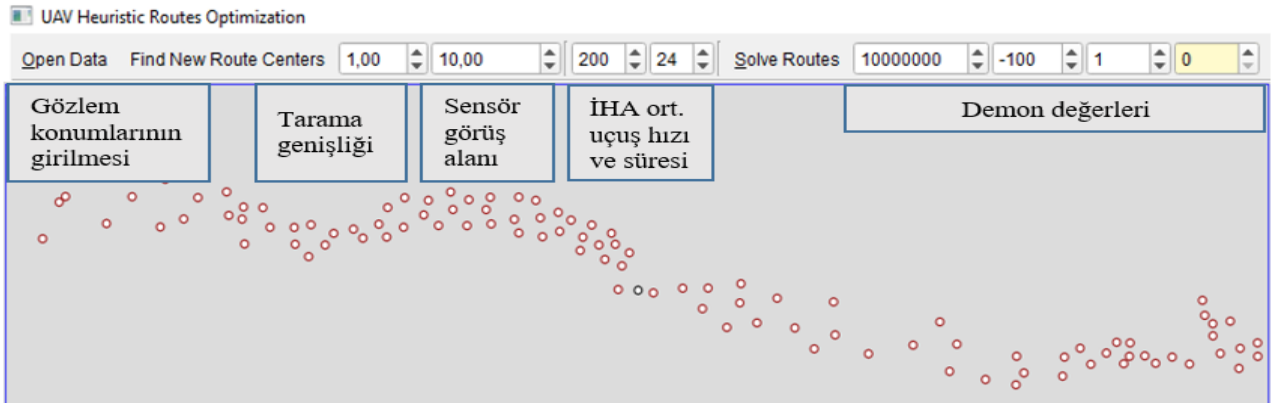 UAV Heuristic Routes Optimization
Open Data Find New Route Centers 1,00 10,00 200 24 Solve Routes 10000000 -100 1 0
Gözlem
konumlarının
girilmesi
Tarama
genişliği
Sensör
görüş
alanı
İHA ort.
uçuş hızı
ve süresi
Demon değerleri